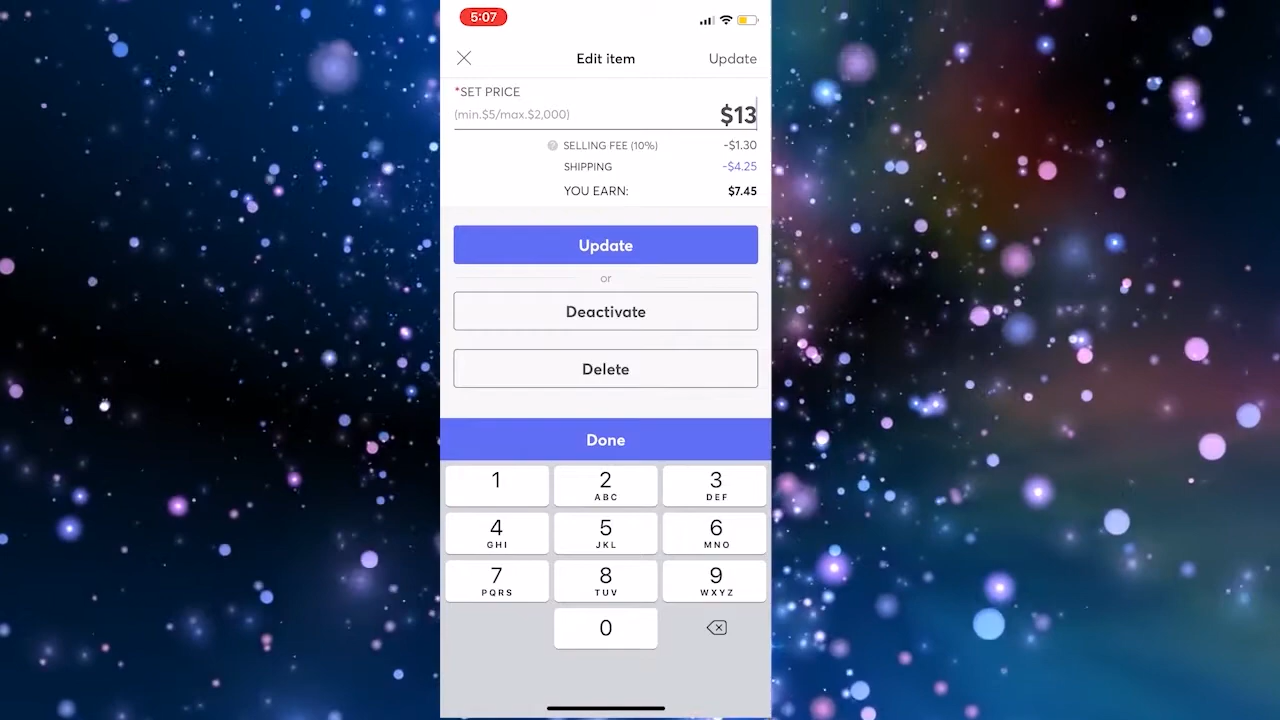 5:07
Edit item
Update
*SET PRICE
(min.$5/max.$2,000)
$13
SELLING FEE (10%)
-$1.30
SHIPPING
-$4.25
YOU EARN:
$7.45
Update
or
Deactivate
Delete
Done
1
2
ABC
3
DEF
4
GHI
5
JKL
6
MNO
7
PQRS
8
TUV
9
WXYZ
0